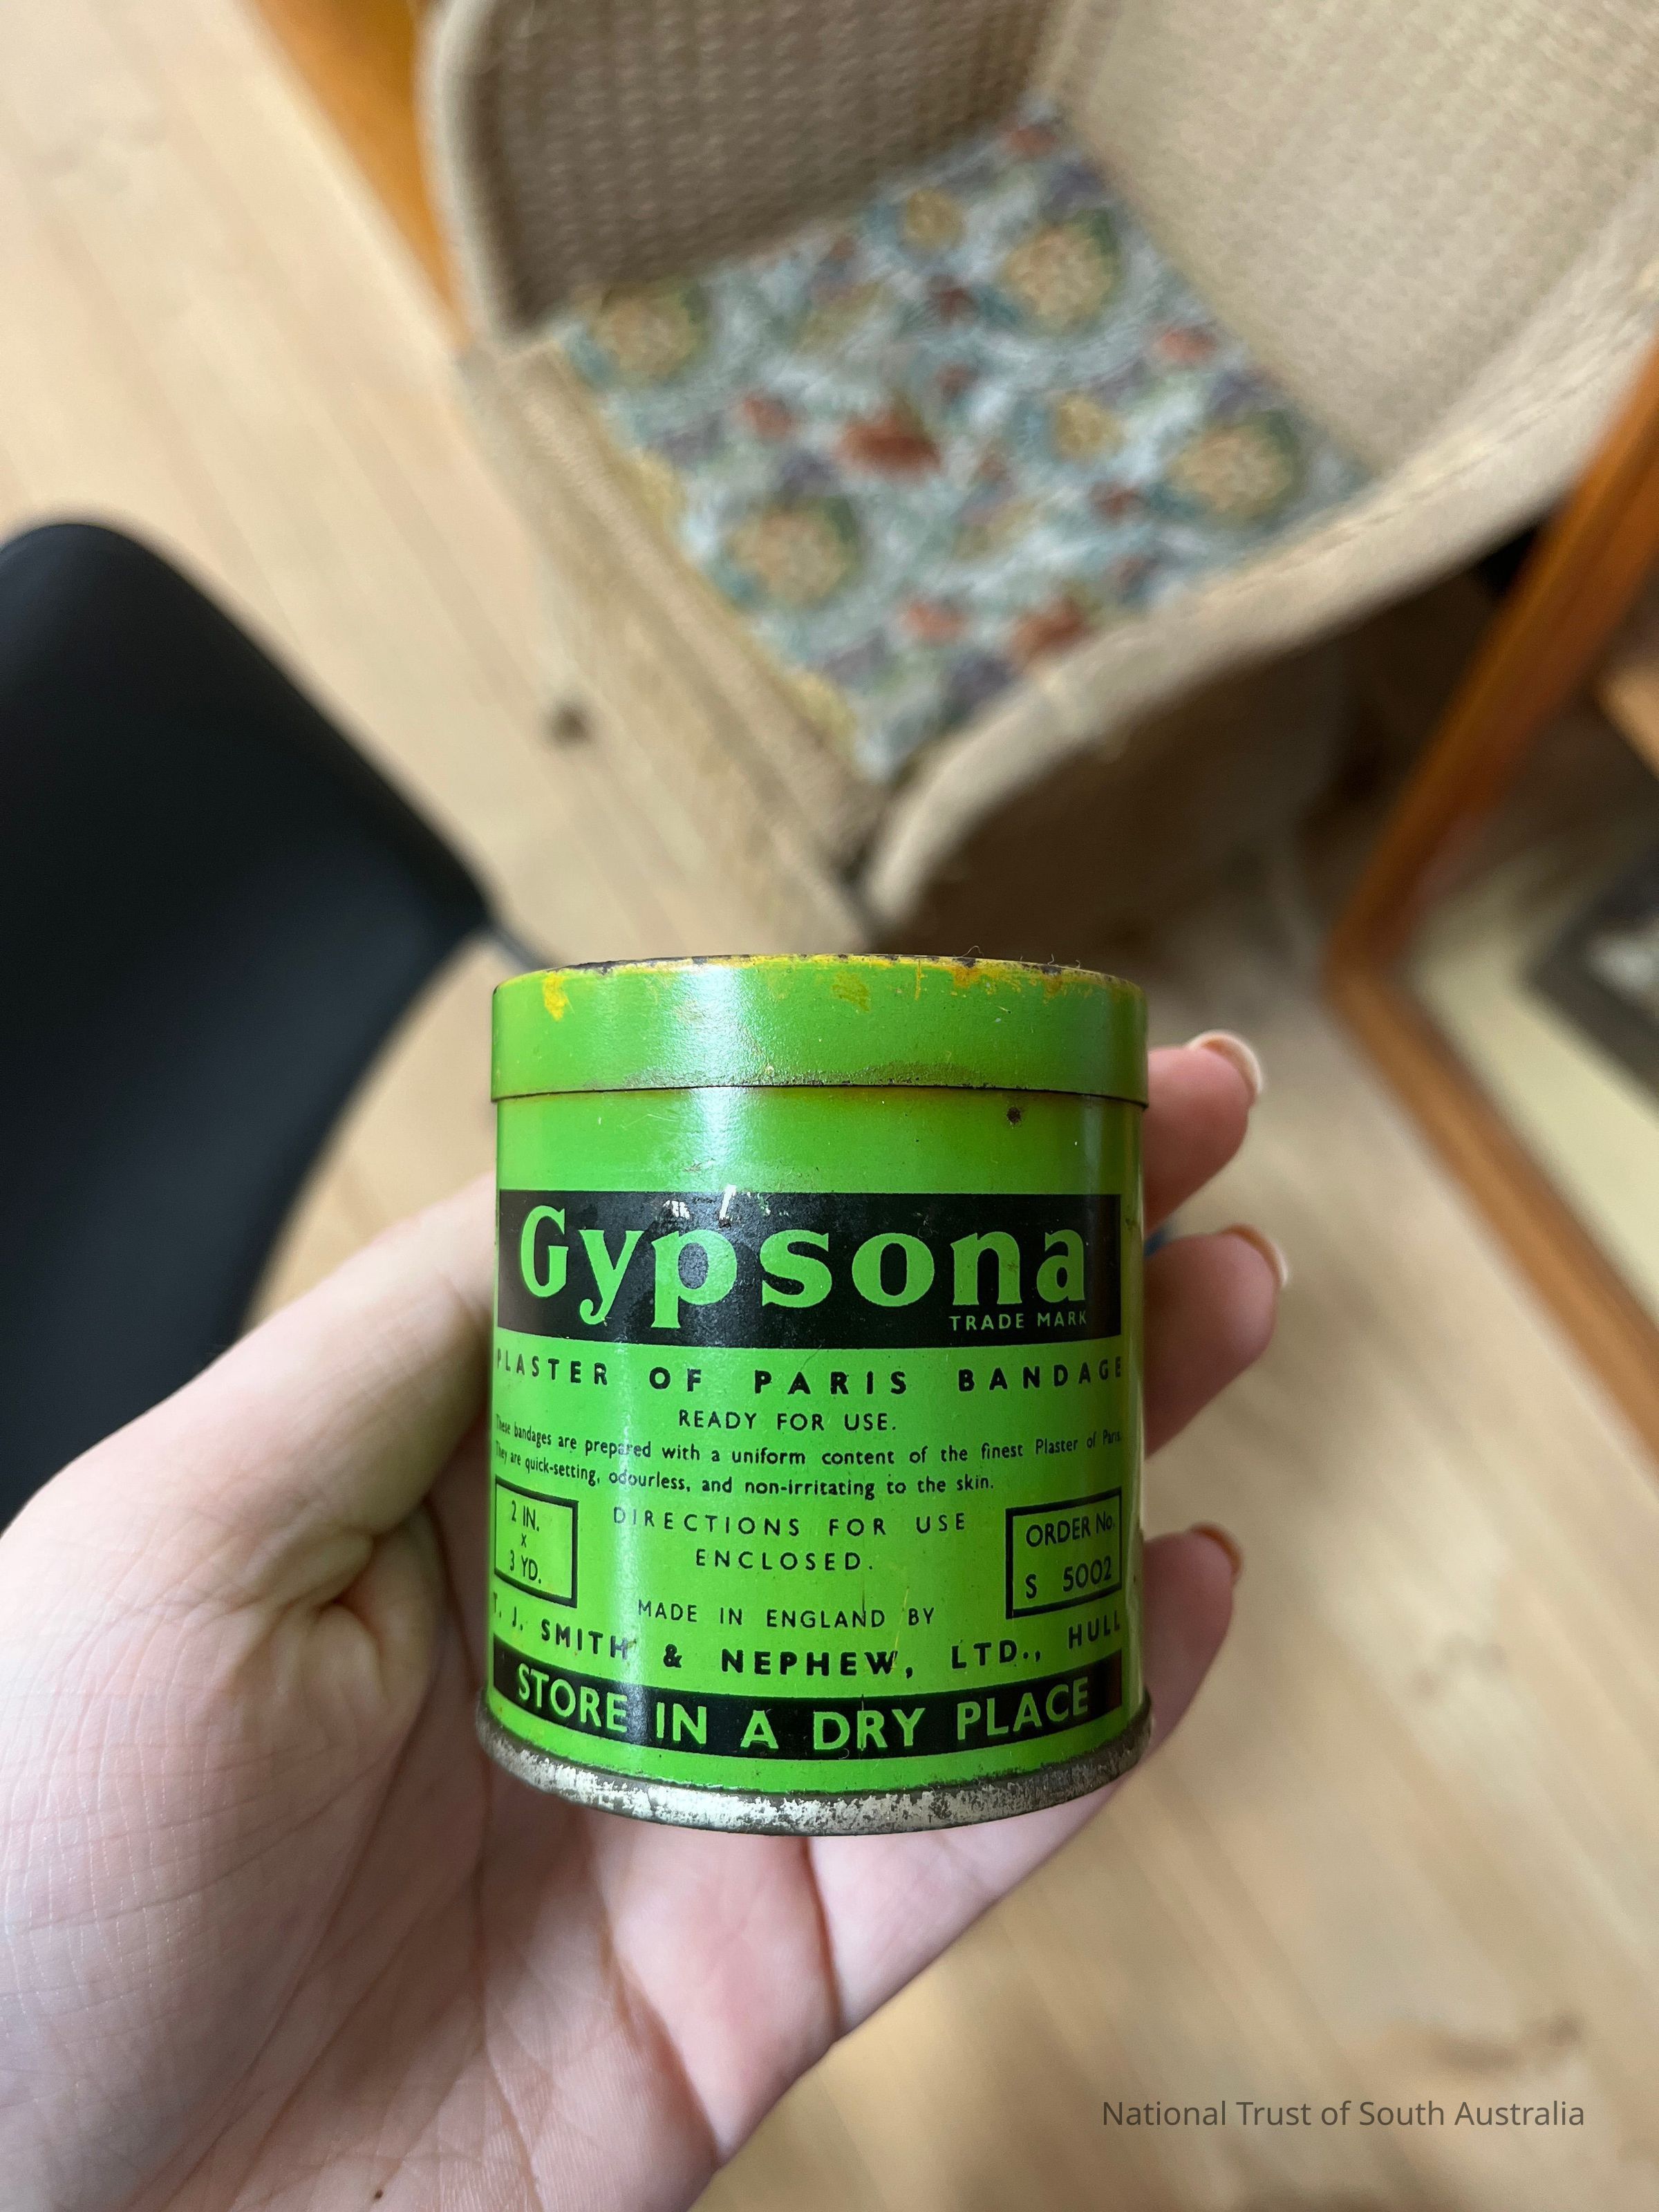 Gypsona
TRADE MARK
PLASTER OF PARIS BANDAGE
READY FOR USE.
These bandages are prepared with a uniform content of the finest Plaster of Paris.
They are quick-setting, odourless, and non-irritating to the skin.
2 IN.
x
3 YD.
DIRECTIONS FOR USE
ENCLOSED.
ORDER No.
S 5002
MADE IN ENGLAND BY
T. J. SMITH & NEPHEW, LTD., HULL
STORE IN A DRY PLACE
National Trust of South Australia